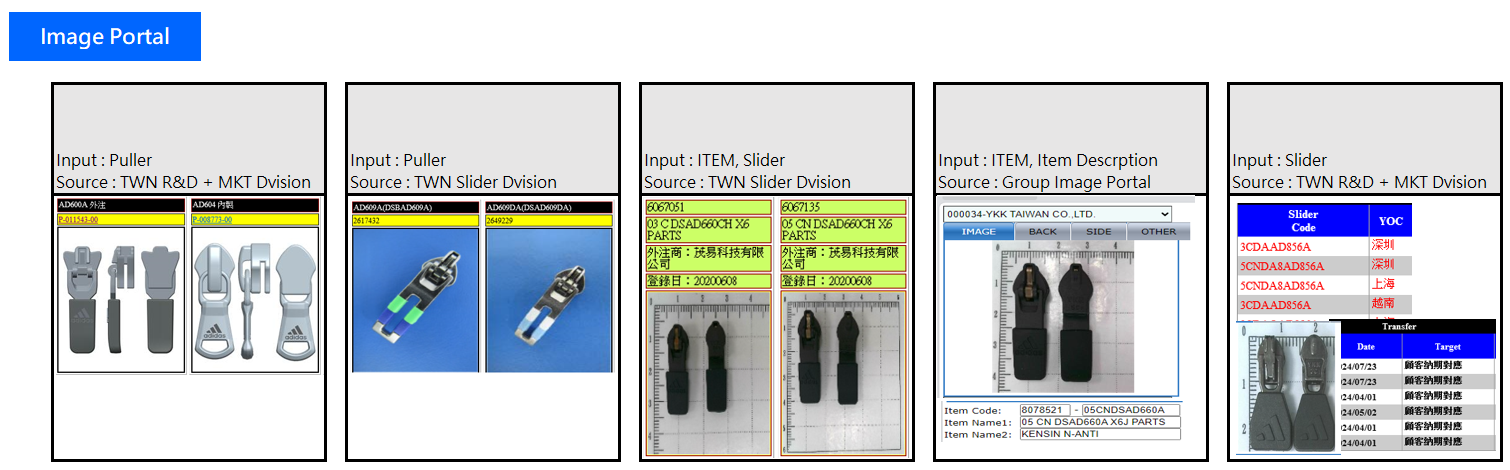 Image Portal
Input : Puller
Source : TWN R&D + MKT Dvision
AD600A 外注
P-011543-00
AD604 內製
P-008773-00
adidas
adidas
Input : Puller
Source : TWN Slider Dvision
AD609A(DSBAD609A)
2617432
AD609DA(DSAD609DA)
2649229
Input : ITEM, Slider
Source : TWN Slider Dvision
6067051
03 C DSAD660CH X6
PARTS
外注商：茂易科技有限
公司
登錄日：20200608
6067135
05 CN DSAD660CH X6
PARTS
外注商：茂易科技有限
公司
登錄日：20200608
Input : ITEM, Item Descrption
Source : Group Image Portal
000034-YKK TAIWAN CO.,LTD.
IMAGE BACK SIDE OTHER
Item Code: 8078521 - 05CNDSAD660A
Item Name1: 05 CN DSAD660A X6J PARTS
Item Name2: KENSIN N-ANTI
Input : Slider
Source : TWN R&D + MKT Dvision
Slider
Code
YOC
3CDAAD856A 深圳
5CNDA8AD856A 深圳
5CNDA8AD856A 上海
3CDAAD856A 越南
Transfer
Date Target
24/07/23 顧客納期對應
24/07/23 顧客納期對應
24/04/01 顧客納期對應
24/05/02 顧客納期對應
24/04/01 顧客納期對應
24/04/01 顧客納期對應